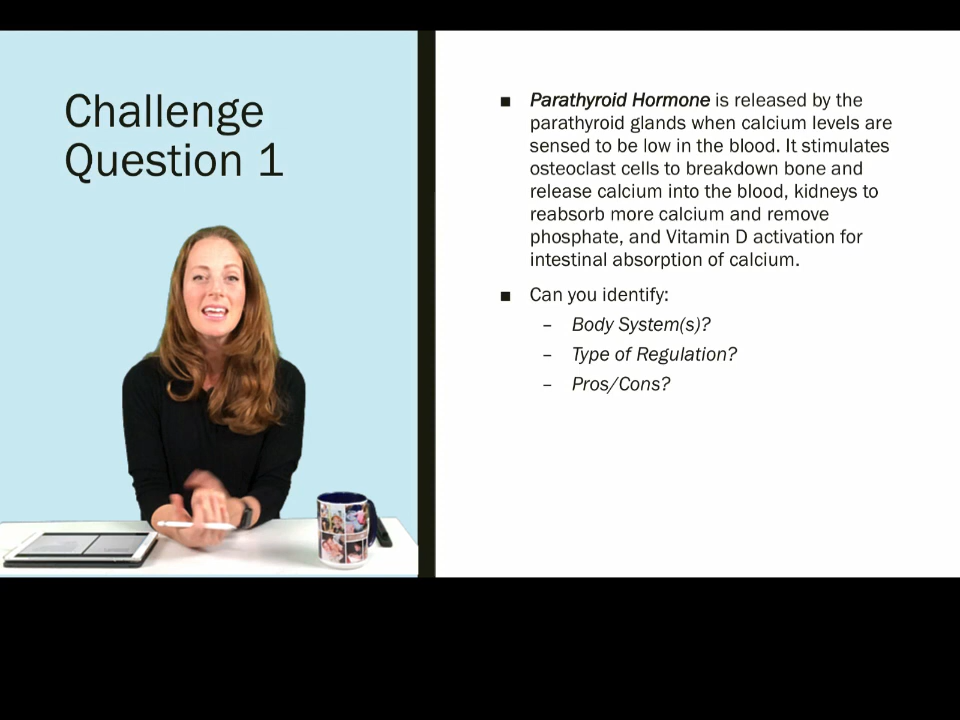 Challenge
Question 1
■ Parathyroid Hormone is released by the
parathyroid glands when calcium levels are
sensed to be low in the blood. It stimulates
osteoclast cells to breakdown bone and
release calcium into the blood, kidneys to
reabsorb more calcium and remove
phosphate, and Vitamin D activation for
intestinal absorption of calcium.
■ Can you identify:
– Body System(s)?
– Type of Regulation?
– Pros/Cons?